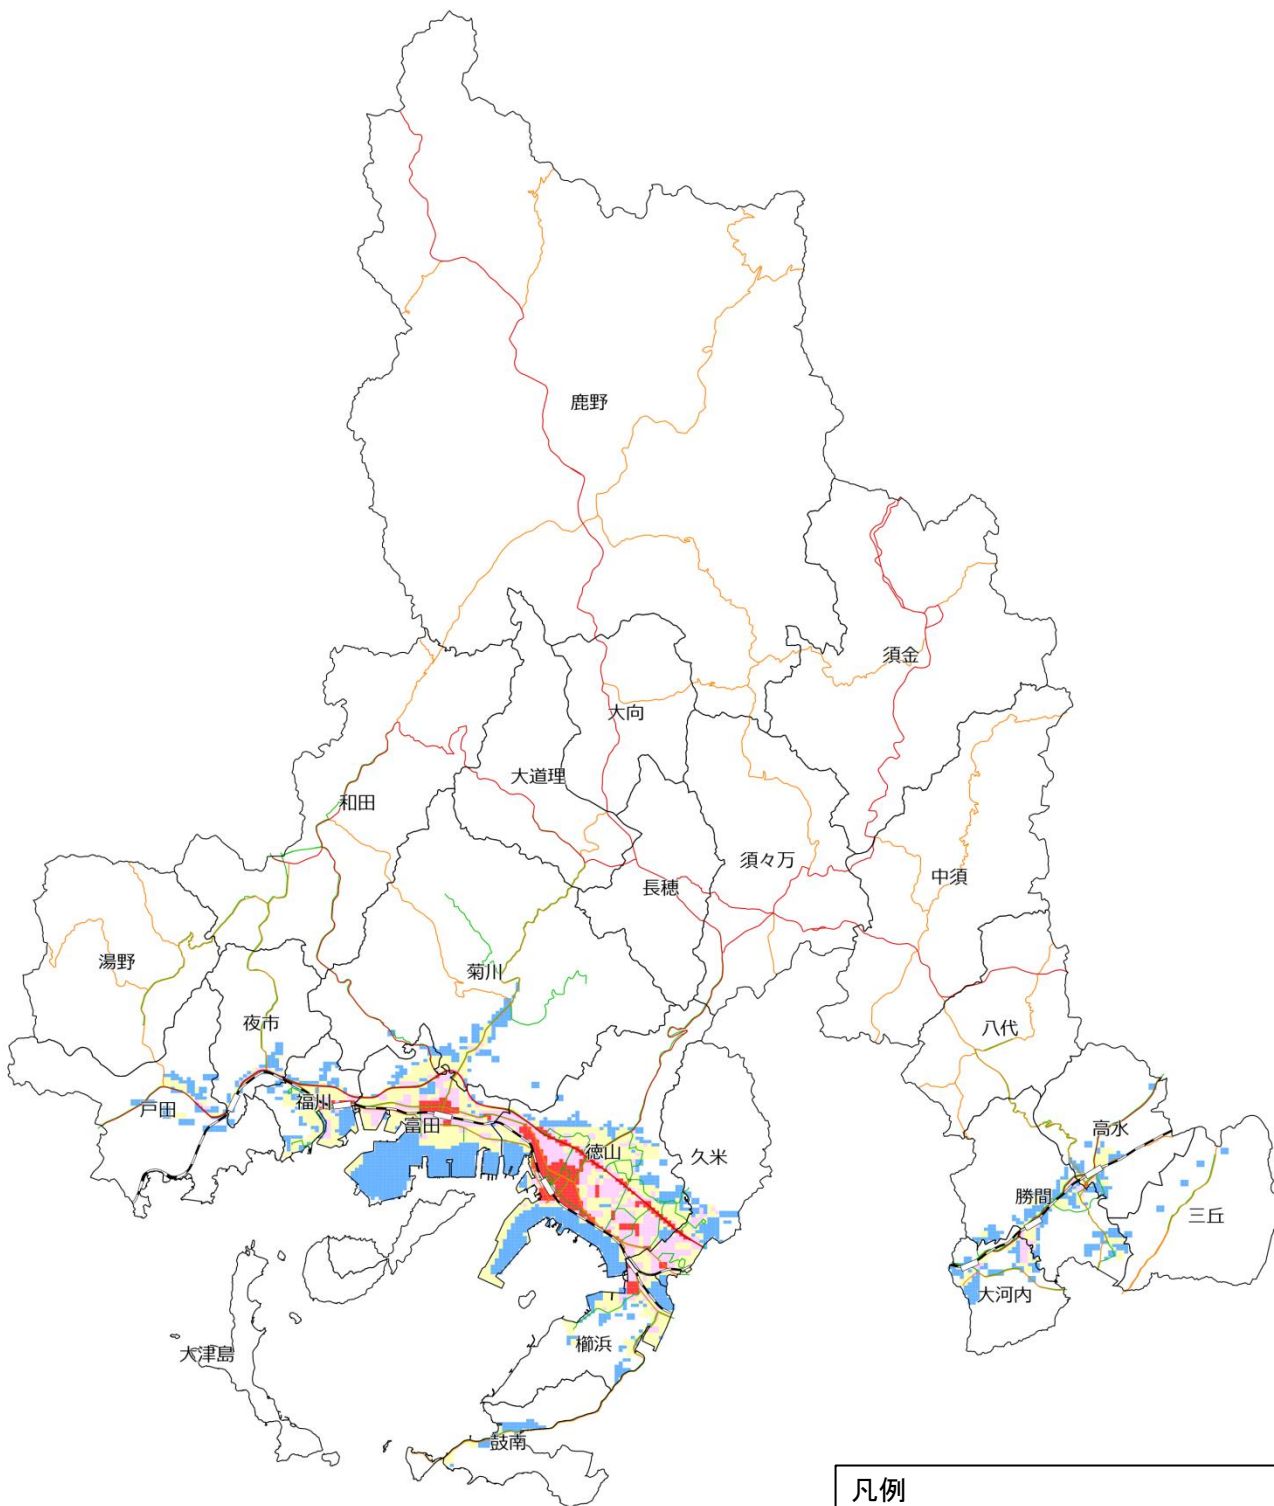 鹿野
須金
大向
大道理
和田
須々万
中須
長穂
湯野
菊川
夜市
八代
福川
戸田
富田
高水
徳山
久米
勝間
三丘
大河内
櫛浜
大津島
鼓南
凡例